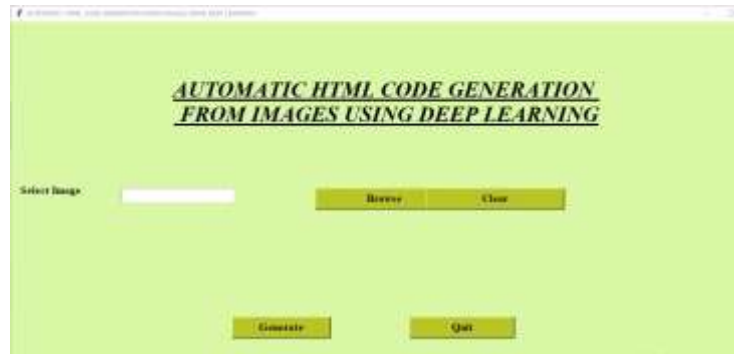 AUTOMATIC HTML CODE GENERATION
FROM IMAGES USING DEEP LEARNING
Select Image
Browse Clear
Generate Quit